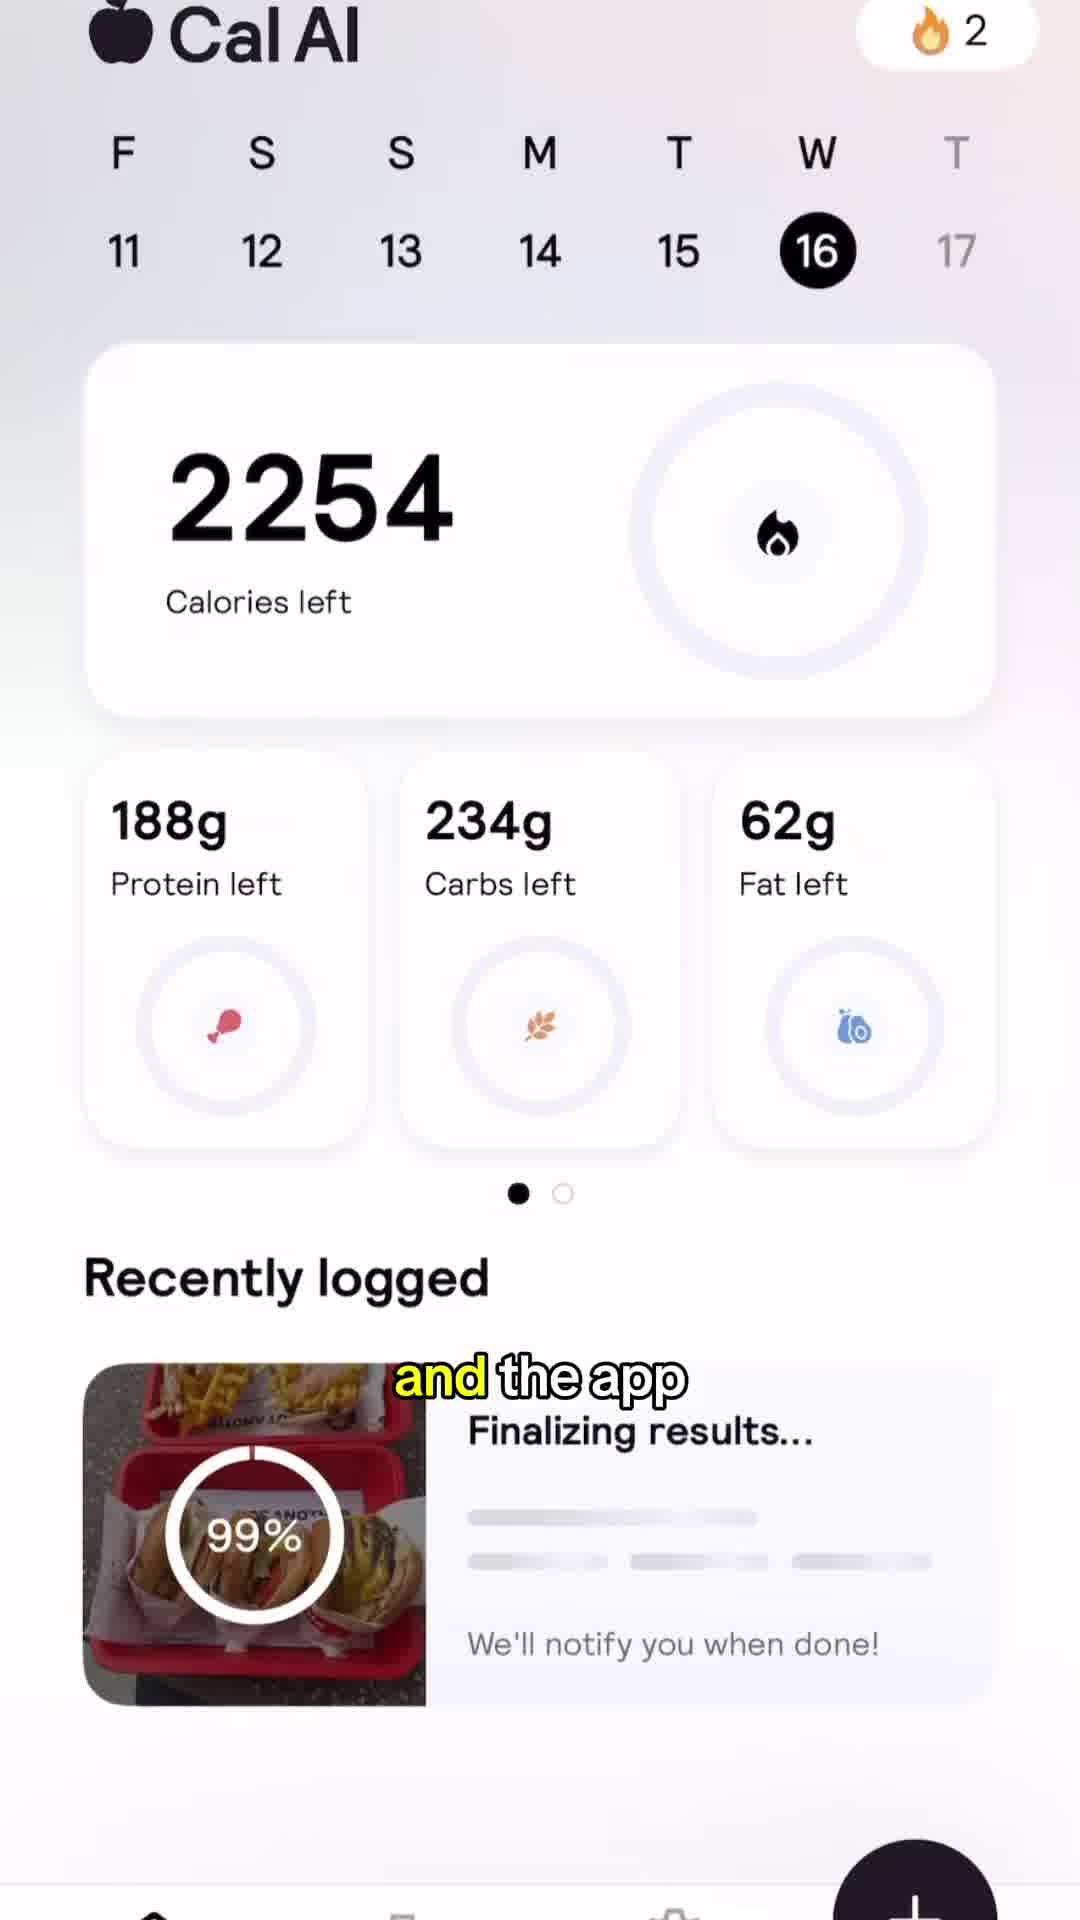 Cal AI
2
F S S M T W T
11 12 13 14 15 16 17
2254
Calories left
188g
Protein left
234g
Carbs left
62g
Fat left
Recently logged
and the app
Finalizing results...
99%
We'll notify you when done!